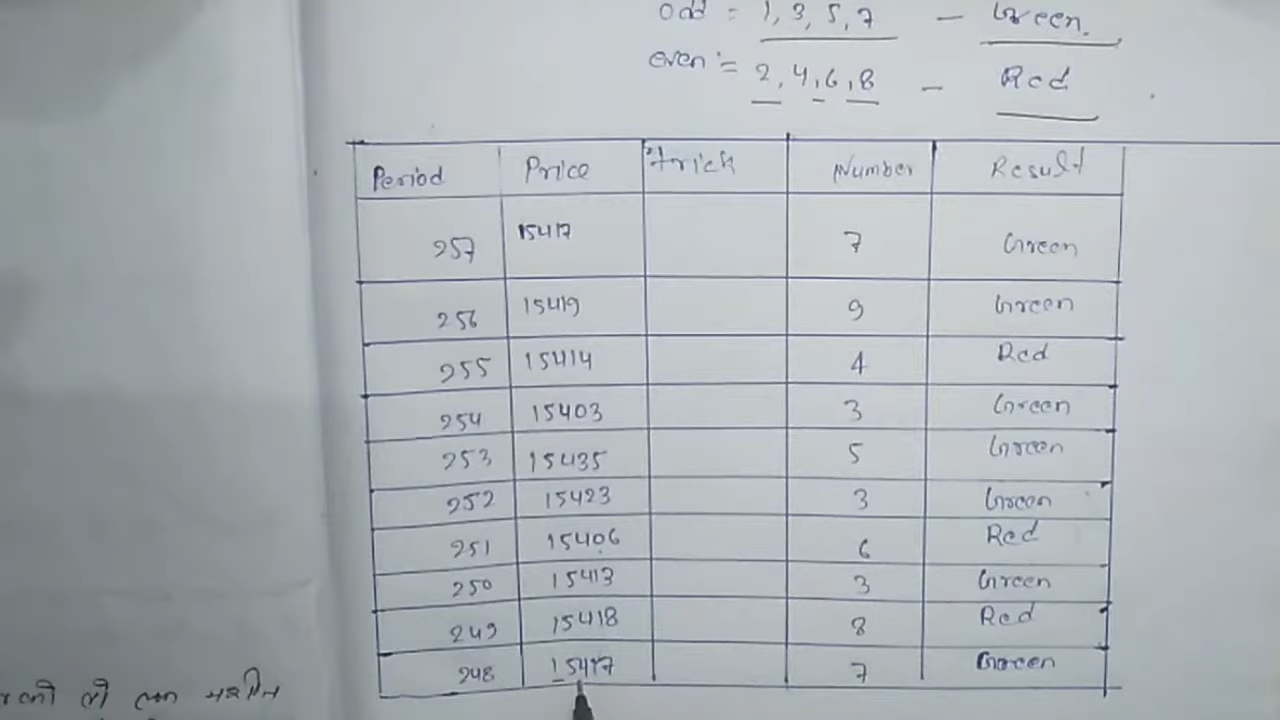 odd = 1, 3, 5, 7 - Green.
even = 2, 4, 6, 8 - Red
Period Price Trick Number Result
257 15417 7 Green
256 15419 9 Green
255 15414 4 Red
254 15403 3 Green
253 15435 5 Green
252 15423 3 Green
251 15406 6 Red
250 15413 3 Green
249 15418 8 Red
248 15417 7 Green